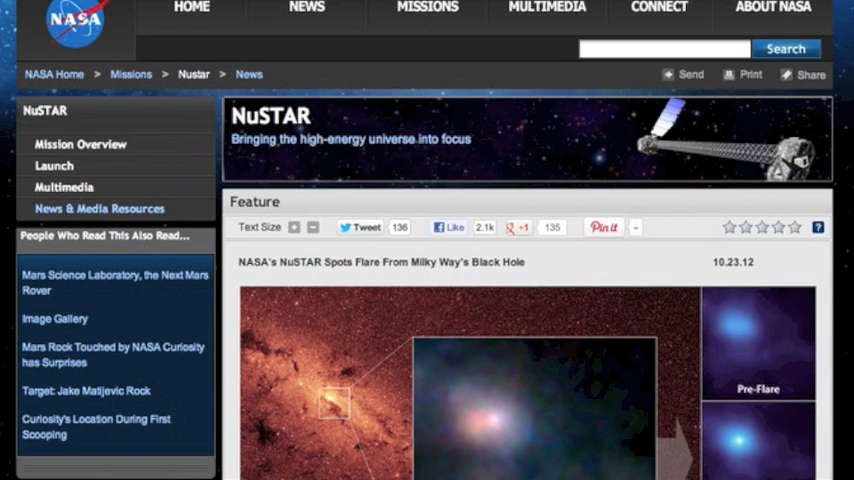 NASA
HOME
NEWS
MISSIONS
MULTIMEDIA
CONNECT
ABOUT NASA
Search
NASA Home > Missions > Nustar > News
Send
Print
Share
NuSTAR
Mission Overview
Launch
Multimedia
News & Media Resources
People Who Read This Also Read...
Mars Science Laboratory, the Next Mars
Rover
Image Gallery
Mars Rock Touched by NASA Curiosity
has Surprises
Target: Jake Matijevic Rock
Curiosity's Location During First
Scooping
NuSTAR
Bringing the high-energy universe into focus
Feature
Text Size + - Tweet 136 Like 2.1k g +1 135 Pin it - ?
NASA's NuSTAR Spots Flare From Milky Way's Black Hole 10.23.12
Pre-Flare